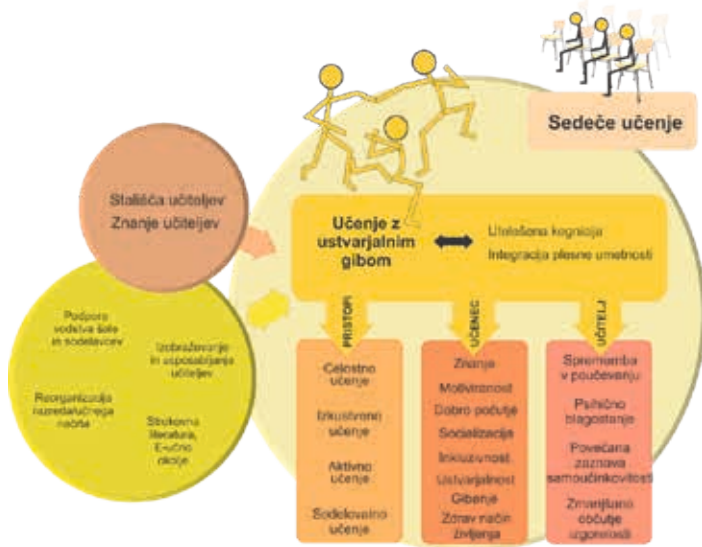 Sedeče učenje
Stališča učiteljev
Znanje učiteljev
Učenje z
ustvarjalnim
gibom
Utelešena kognicija
Integracija plesne umetnosti
Podpora
vodstva šole
in sodelavcev
Izobraževanje
in usposabljanje
učiteljev
Reorganizacija
načrta
Strokovna
literatura,
E-učno
okolje
PRISTOPI
Celostno
učenje
Izkustveno
učenje
Aktivno
učenje
Sodelovalno
učenje
UČENEC
Znanje
Motiviranost
Dobro počutje
Socializacija
Inkluzivnost
Ustvarjalnost
Gibanje
Zdrav način
življenja
UČITELJ
Sprememba
v poučevanju
Psihično
blagostanje
Povečana
zaznava
samoučinkovitosti
Zmanjšano
občutje
izgorelosti